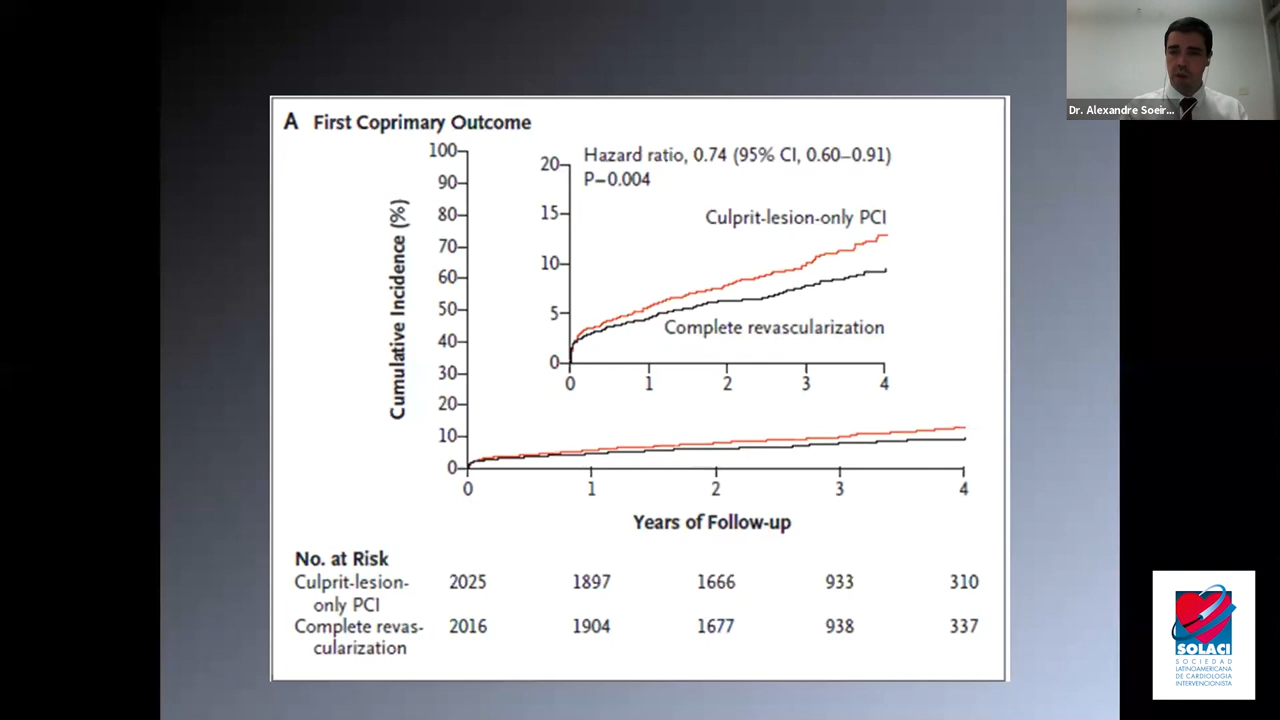 Dr. Alexandre Soeir...
A First Coprimary Outcome
Cumulative Incidence (%)
100
90
80
70
60
50
40
30
20
10
0
0 1 2 3 4
Years of Follow-up
20
15
10
5
0
0 1 2 3 4
Hazard ratio, 0.74 (95% CI, 0.60–0.91)
P–0.004
Culprit-lesion-only PCI
Complete revascularization
No. at Risk
Culprit-lesion- 2025 1897 1666 933 310
only PCI
Complete revas- 2016 1904 1677 938 337
cularization
SOLACI
SOCIEDAD
LATINOAMERICANA
DE CARDIOLOGIA
INTERVENCIONISTA